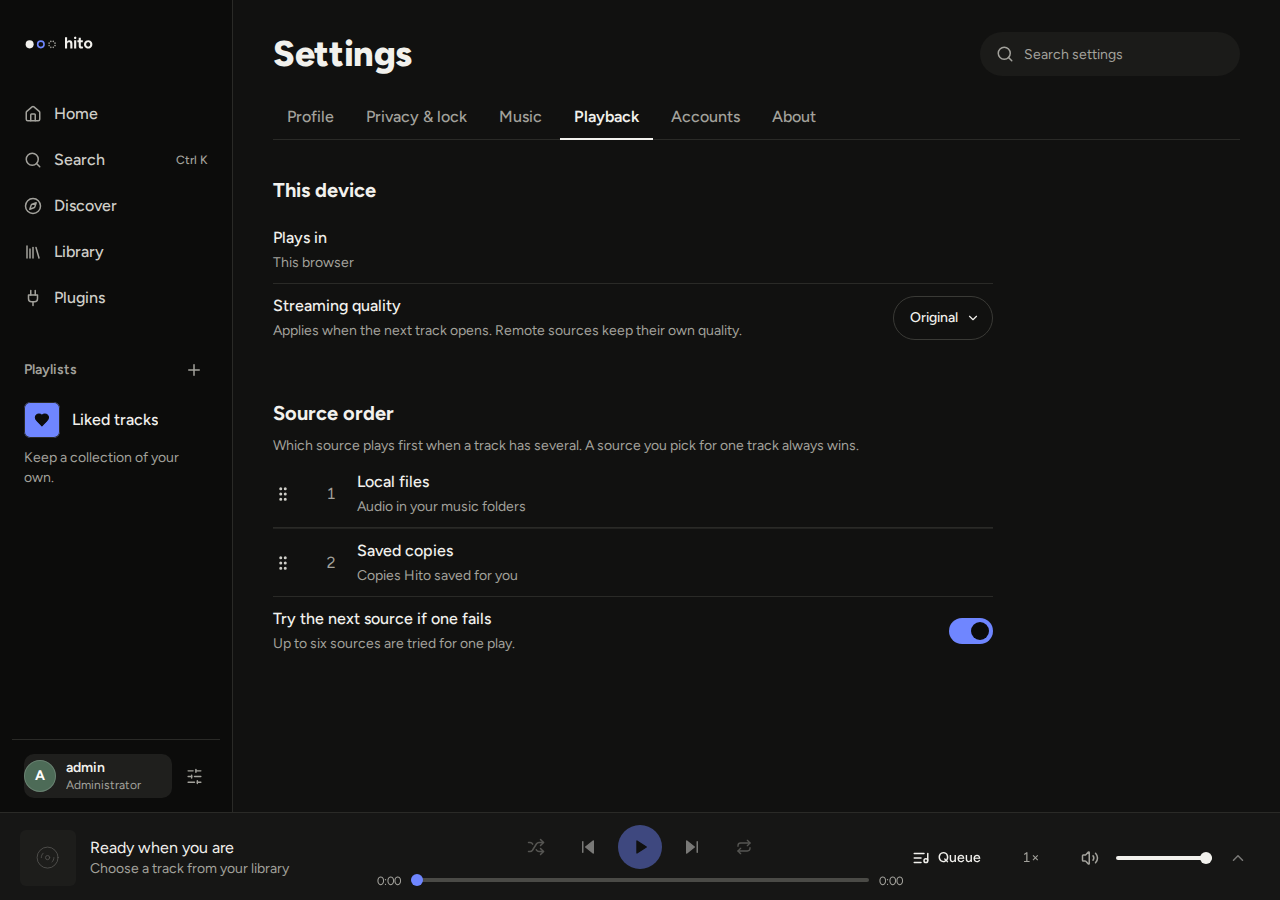 hito
Home
Search Ctrl K
Discover
Library
Plugins
Playlists
Liked tracks
Keep a collection of your
own.
A
admin
Administrator
Settings
Search settings
Profile Privacy & lock Music Playback Accounts About
This device
Plays in
This browser
Streaming quality
Applies when the next track opens. Remote sources keep their own quality.
Original
Source order
Which source plays first when a track has several. A source you pick for one track always wins.
1 Local files
Audio in your music folders
2 Saved copies
Copies Hito saved for you
Try the next source if one fails
Up to six sources are tried for one play.
Ready when you are
Choose a track from your library
0:00 0:00
Queue 1×